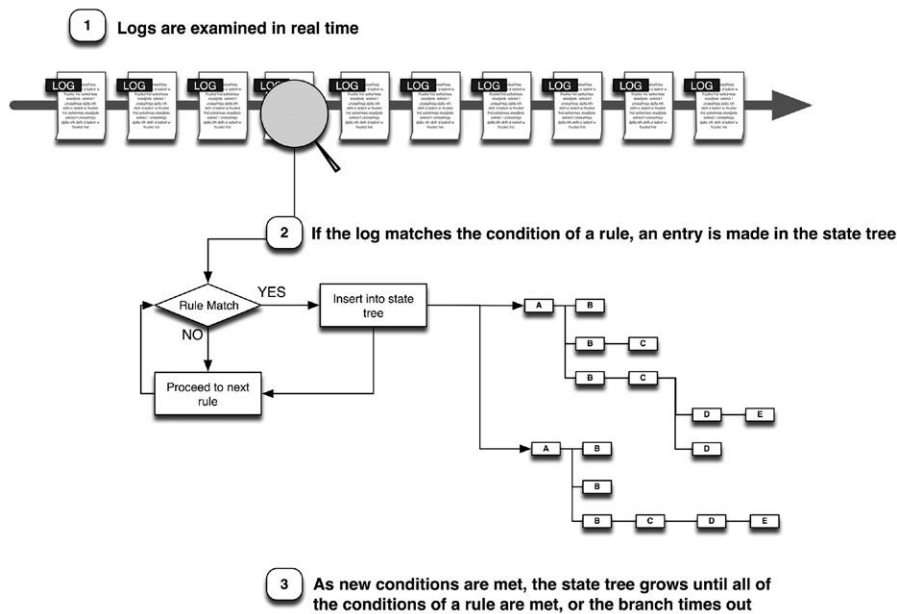 1
Logs are examined in real time
LOG LOG LOG LOG LOG LOG LOG LOG LOG LOG
2
If the log matches the condition of a rule, an entry is made in the state tree
Rule Match
YES
NO
Insert into state
tree
Proceed to next
rule
A B
B C
B C
D E
D
A B
B
B C D E
3
As new conditions are met, the state tree grows until all of
the conditions of a rule are met, or the branch times out